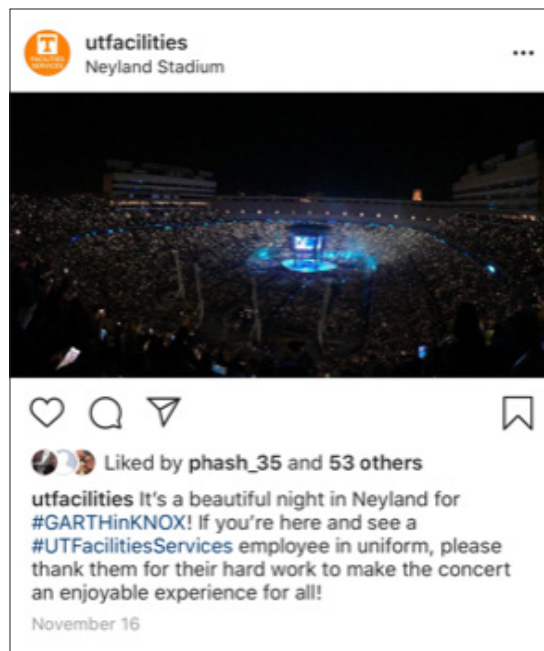 T
FACILITIES
SERVICES
utfacilities
Neyland Stadium
Liked by phash_35 and 53 others
utfacilities It's a beautiful night in Neyland for
#GARTHinKNOX! If you're here and see a
#UTFacilitiesServices employee in uniform, please
thank them for their hard work to make the concert
an enjoyable experience for all!
November 16